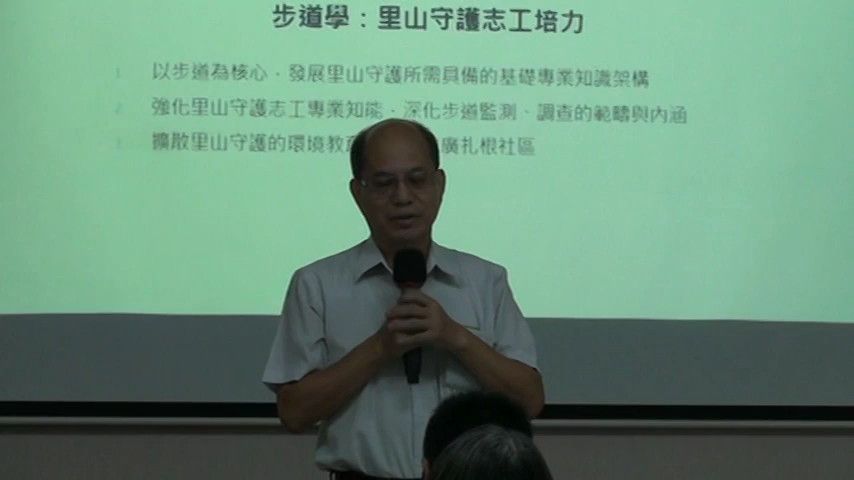 步道學：里山守護志工培力
1. 以步道為核心，發展里山守護所需具備的基礎專業知識架構
2. 強化里山守護志工專業知能，深化步道監測、調查的範疇與內涵
3. 擴散里山守護的環境教 廣扎根社區